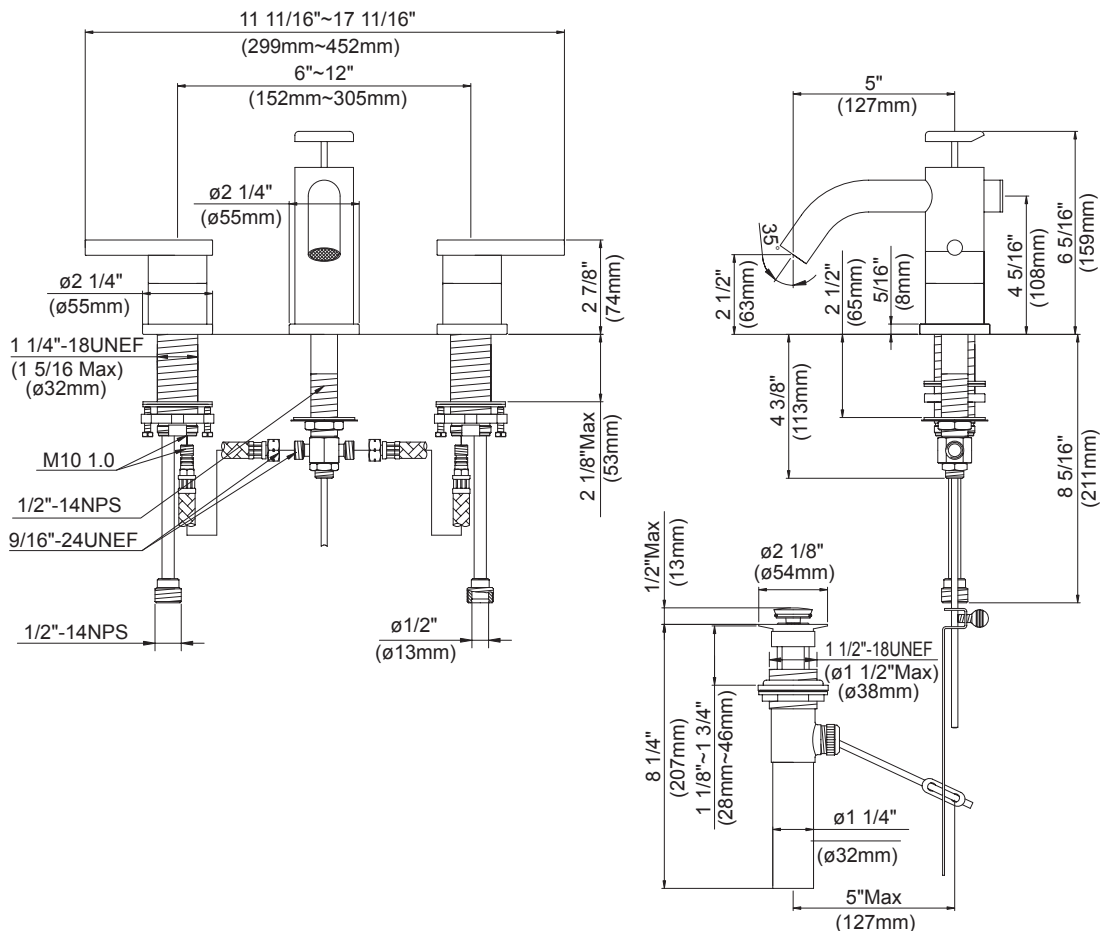 11 11/16"~17 11/16"
(299mm~452mm)
6"~12"
(152mm~305mm)
ø2 1/4"
(ø55mm)
ø2 1/4"
(ø55mm)
2 7/8"
(74mm)
1 1/4"-18UNEF
(1 5/16 Max)
(ø32mm)
M10 1.0
1/2"-14NPS
9/16"-24UNEF
2 1/8"Max
(53mm)
1/2"-14NPS
ø1/2"
(ø13mm)
5"
(127mm)
35°
2 1/2"
(63mm)
2 1/2"
(65mm)
5/16"
(8mm)
4 5/16"
(108mm)
6 5/16"
(159mm)
4 3/8"
(113mm)
8 5/16"
(211mm)
1/2"Max
(13mm)
ø2 1/8"
(ø54mm)
1 1/2"-18UNEF
(ø1 1/2"Max)
(ø38mm)
8 1/4"
(207mm)
1 1/8"~1 3/4"
(28mm~46mm)
ø1 1/4"
(ø32mm)
5"Max
(127mm)